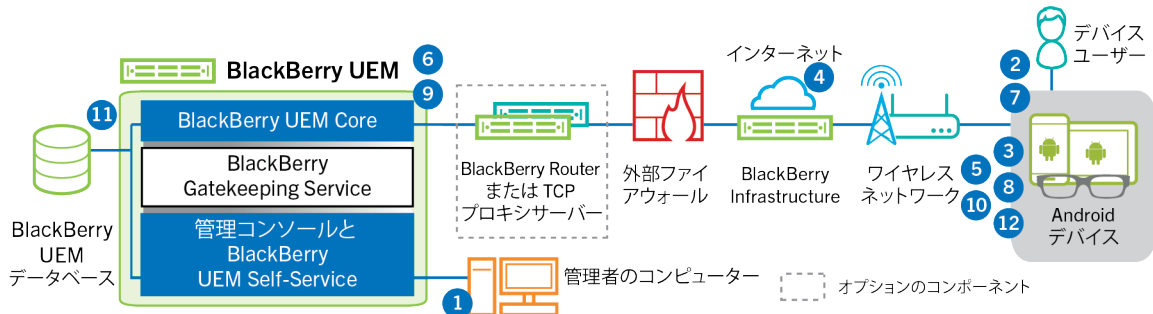 BlackBerry UEM
6
9
11
BlackBerry UEM Core
BlackBerry
Gatekeeping Service
管理コンソールと
BlackBerry
UEM Self-Service
BlackBerry
UEM
データベース
1
管理者のコンピューター
BlackBerry Router
または TCP
プロキシサーバー
外部ファイ
アウォール
インターネット
4
BlackBerry
Infrastructure
ワイヤレス
ネットワーク
デバイス
ユーザー
2
7
3
5
8
10
12
Android
デバイス
オプションのコンポーネント